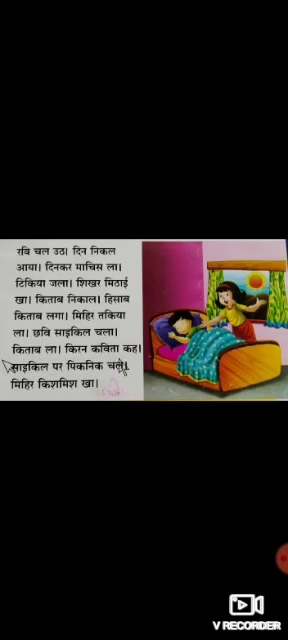 रवि चल उठ। दिन निकल
आया। दिनकर माचिस ला।
टिकिया जला। शिखर मिठाई
खा। किताब निकाल। हिसाब
किताब लगा। मिहिर तकिया
ला। छवि साइकिल चला।
किताब ला। किरन कविता कह।
साइकिल पर पिकनिक चल।
मिहिर किशमिश खा।
V RECORDER